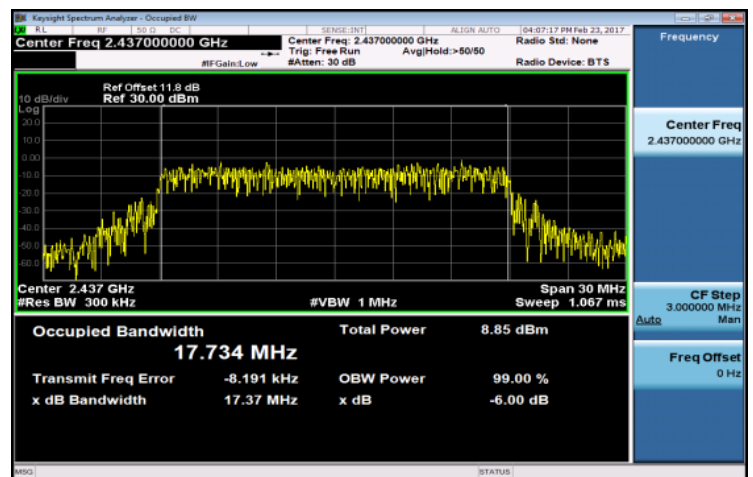 Keysight Spectrum Analyzer - Occupied BW
RL RF 50 Ω DC SENSE:INT ALIGN AUTO 04:07:17 PM Feb 23, 2017
Center Freq 2.437000000 GHz
Center Freq: 2.437000000 GHz
Radio Std: None
Trig: Free Run Avg|Hold:>50/50
#IFGain:Low
#Atten: 30 dB
Radio Device: BTS
Frequency
Ref Offset 11.8 dB
10 dB/div Ref 30.00 dBm
Log
20.0
10.0
0.00
-10.0
-20.0
-30.0
-40.0
-50.0
-60.0
Center 2.437 GHz
Span 30 MHz
#Res BW 300 kHz
#VBW 1 MHz
Sweep 1.067 ms
Occupied Bandwidth
17.734 MHz
Total Power 8.85 dBm
Transmit Freq Error -8.191 kHz
OBW Power 99.00 %
x dB Bandwidth 17.37 MHz
x dB -6.00 dB
Center Freq
2.437000000 GHz
CF Step
3.000000 MHz
Auto Man
Freq Offset
0 Hz
MSG
STATUS